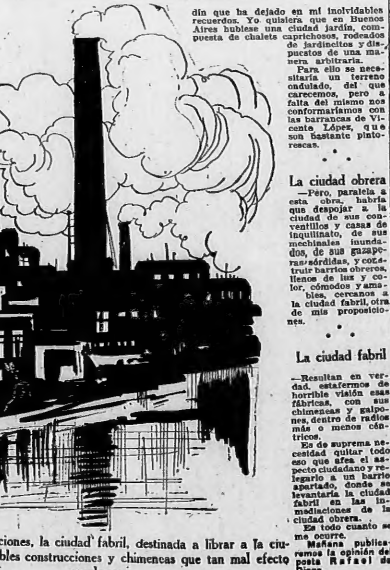 dín que ha dejado en mí inolvidables
recuerdos. Yo quisiera que en Buenos
Aires hubiese una ciudad jardín, com-
puesta de chalets caprichosos, rodeados
de jardincitos y dis-
puestos de una ma-
nera arbitraria.
Para ello se nece-
sitaría un terreno
ondulado, del que
carecemos, pero a
falta del mismo nos
conformaríamos con
las barrancas de Vi-
cente López, que
son bastante pinto-
rescas.
La ciudad obrera
—Pero, paralela a
esta obra, habría
que despojar a la
ciudad de sus con-
ventillos y casas de
inquilinato, de sus
mechinales inmun-
dos, de sus gazape-
ras sórdidas, y cons-
truir barrios obreros,
llenos de luz y co-
lor, cómodos y ama-
bles, cercanos a
la ciudad fabril, otra
de mis proposicio-
nes.
La ciudad fabril
—Resultan en ver-
dad, estafermos de
horrible visión esas
fábricas, con sus
chimeneas y galpo-
nes, dentro de radios
más o menos cén-
tricos.
Es de suprema ne-
cesidad quitar todo
eso que afea el as-
pecto ciudadano y re-
legarlo a un barrio
apartado, donde se
levantaría la ciudad
fabril en las in-
mediaciones de la
ciudad obrera.
Es todo cuanto se
me ocurre.
Mañana publica-
remos la opinión de
poeta Rafael de
ciones, la ciudad fabril, destinada a librar a la ciu-
bles construcciones y chimeneas que tan mal efecto